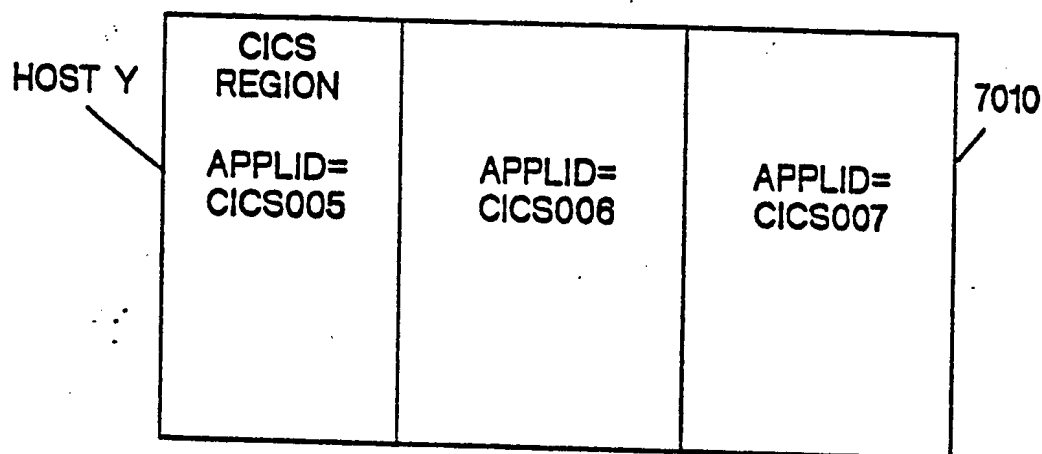 HOST Y
CICS
REGION
APPLID=
CICS005
APPLID=
CICS006
APPLID=
CICS007
7010